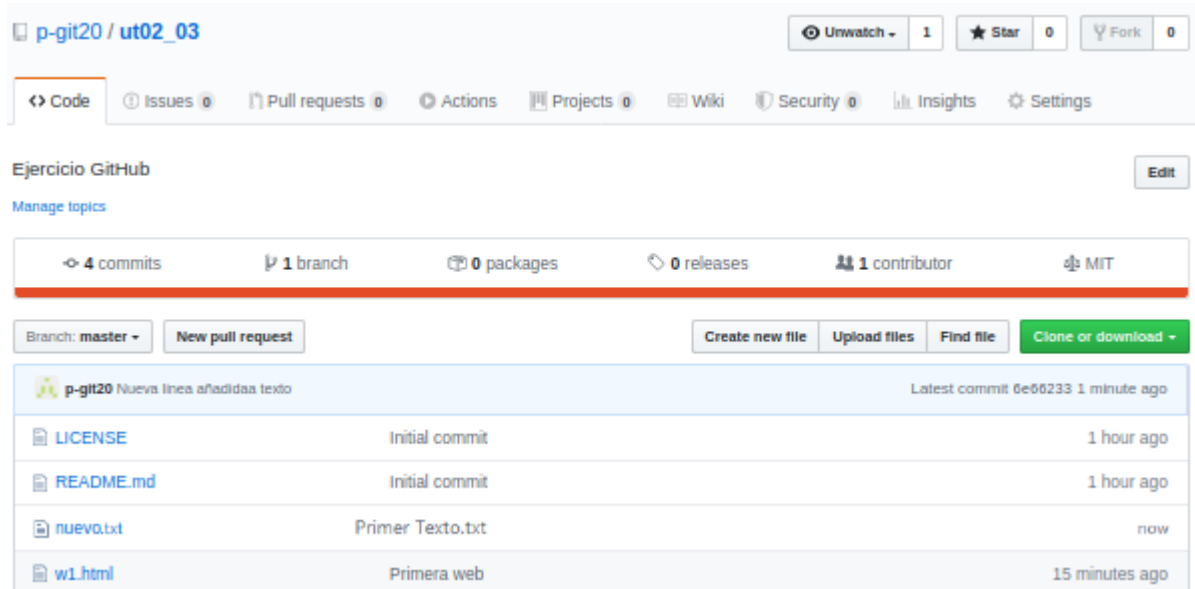 p-git20 / ut02_03 Unwatch 1 Star 0 Fork 0
Code Issues 0 Pull requests 0 Actions Projects 0 Wiki Security 0 Insights Settings
Ejercicio GitHub Edit
Manage topics
4 commits 1 branch 0 packages 0 releases 1 contributor MIT
Branch: master New pull request Create new file Upload files Find file Clone or download
p-git20 Nueva linea añadidaa texto Latest commit 6e66233 1 minute ago
LICENSE Initial commit 1 hour ago
README.md Initial commit 1 hour ago
nuevo.txt Primer Texto.txt now
w1.html Primera web 15 minutes ago